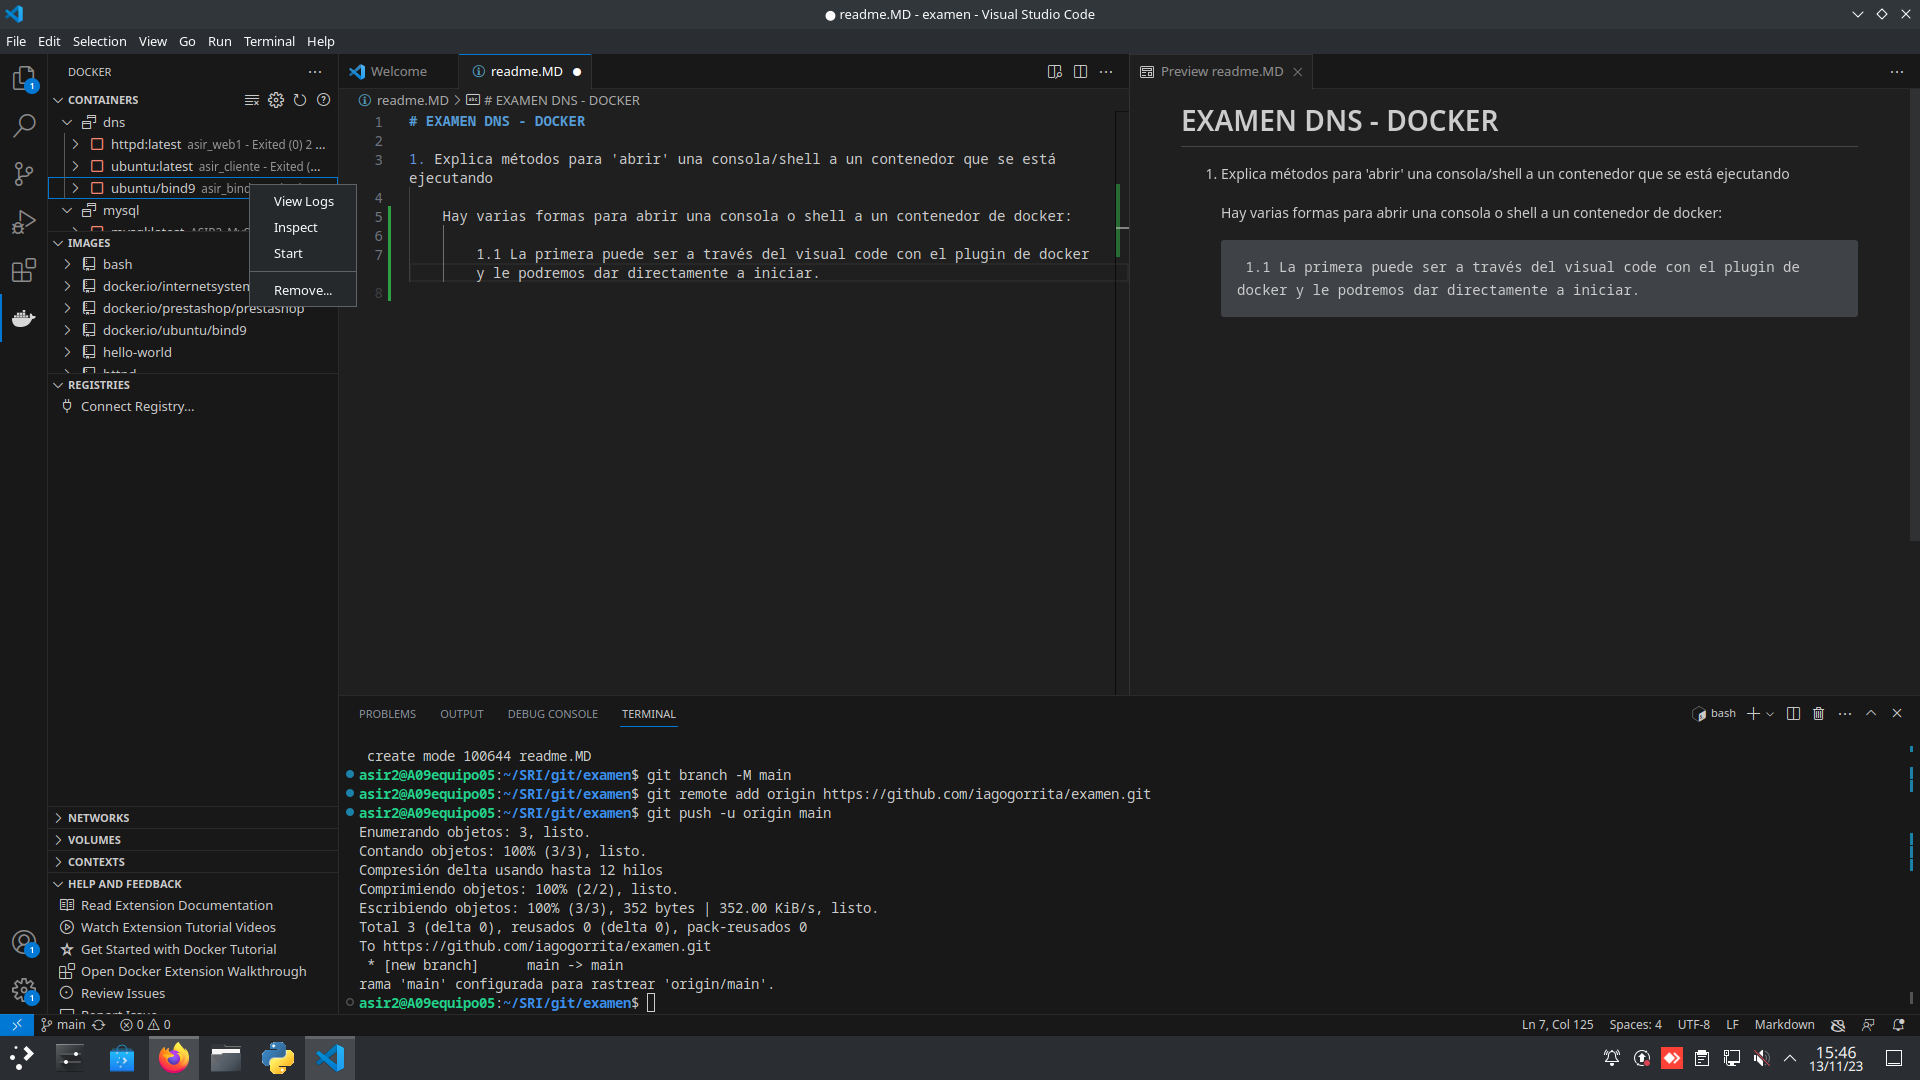 readme.MD - examen - Visual Studio Code
File Edit Selection View Go Run Terminal Help
DOCKER
CONTAINERS
dns
httpd:latest asir_web1 - Exited (0) 2 ...
ubuntu:latest asir_cliente - Exited (...
ubuntu/bind9 asir_bind
mysql
View Logs
Inspect
Start
Remove...
IMAGES
bash
docker.io/internetsystem
docker.io/prestashop/prestashop
docker.io/ubuntu/bind9
hello-world
httpd
REGISTRIES
Connect Registry...
NETWORKS
VOLUMES
CONTEXTS
HELP AND FEEDBACK
Read Extension Documentation
Watch Extension Tutorial Videos
Get Started with Docker Tutorial
Open Docker Extension Walkthrough
Review Issues
Report Issue
Welcome
readme.MD
readme.MD > # EXAMEN DNS - DOCKER
1 # EXAMEN DNS - DOCKER
2
3 1. Explica métodos para 'abrir' una consola/shell a un contenedor que se está
ejecutando
4
5 Hay varias formas para abrir una consola o shell a un contenedor de docker:
6
7 1.1 La primera puede ser a través del visual code con el plugin de docker
y le podremos dar directamente a iniciar.
8
Preview readme.MD
EXAMEN DNS - DOCKER
1. Explica métodos para 'abrir' una consola/shell a un contenedor que se está ejecutando
Hay varias formas para abrir una consola o shell a un contenedor de docker:
1.1 La primera puede ser a través del visual code con el plugin de
docker y le podremos dar directamente a iniciar.
PROBLEMS OUTPUT DEBUG CONSOLE TERMINAL
bash
create mode 100644 readme.MD
asir2@A09equipo05:~/SRI/git/examen$ git branch -M main
asir2@A09equipo05:~/SRI/git/examen$ git remote add origin https://github.com/iagogorrita/examen.git
asir2@A09equipo05:~/SRI/git/examen$ git push -u origin main
Enumerando objetos: 3, listo.
Contando objetos: 100% (3/3), listo.
Compresión delta usando hasta 12 hilos
Comprimiendo objetos: 100% (2/2), listo.
Escribiendo objetos: 100% (3/3), 352 bytes | 352.00 KiB/s, listo.
Total 3 (delta 0), reusados 0 (delta 0), pack-reusados 0
To https://github.com/iagogorrita/examen.git
* [new branch] main -> main
rama 'main' configurada para rastrear 'origin/main'.
asir2@A09equipo05:~/SRI/git/examen$
1
1
1
main 0 0
Ln 7, Col 125 Spaces: 4 UTF-8 LF Markdown
15:46
13/11/23